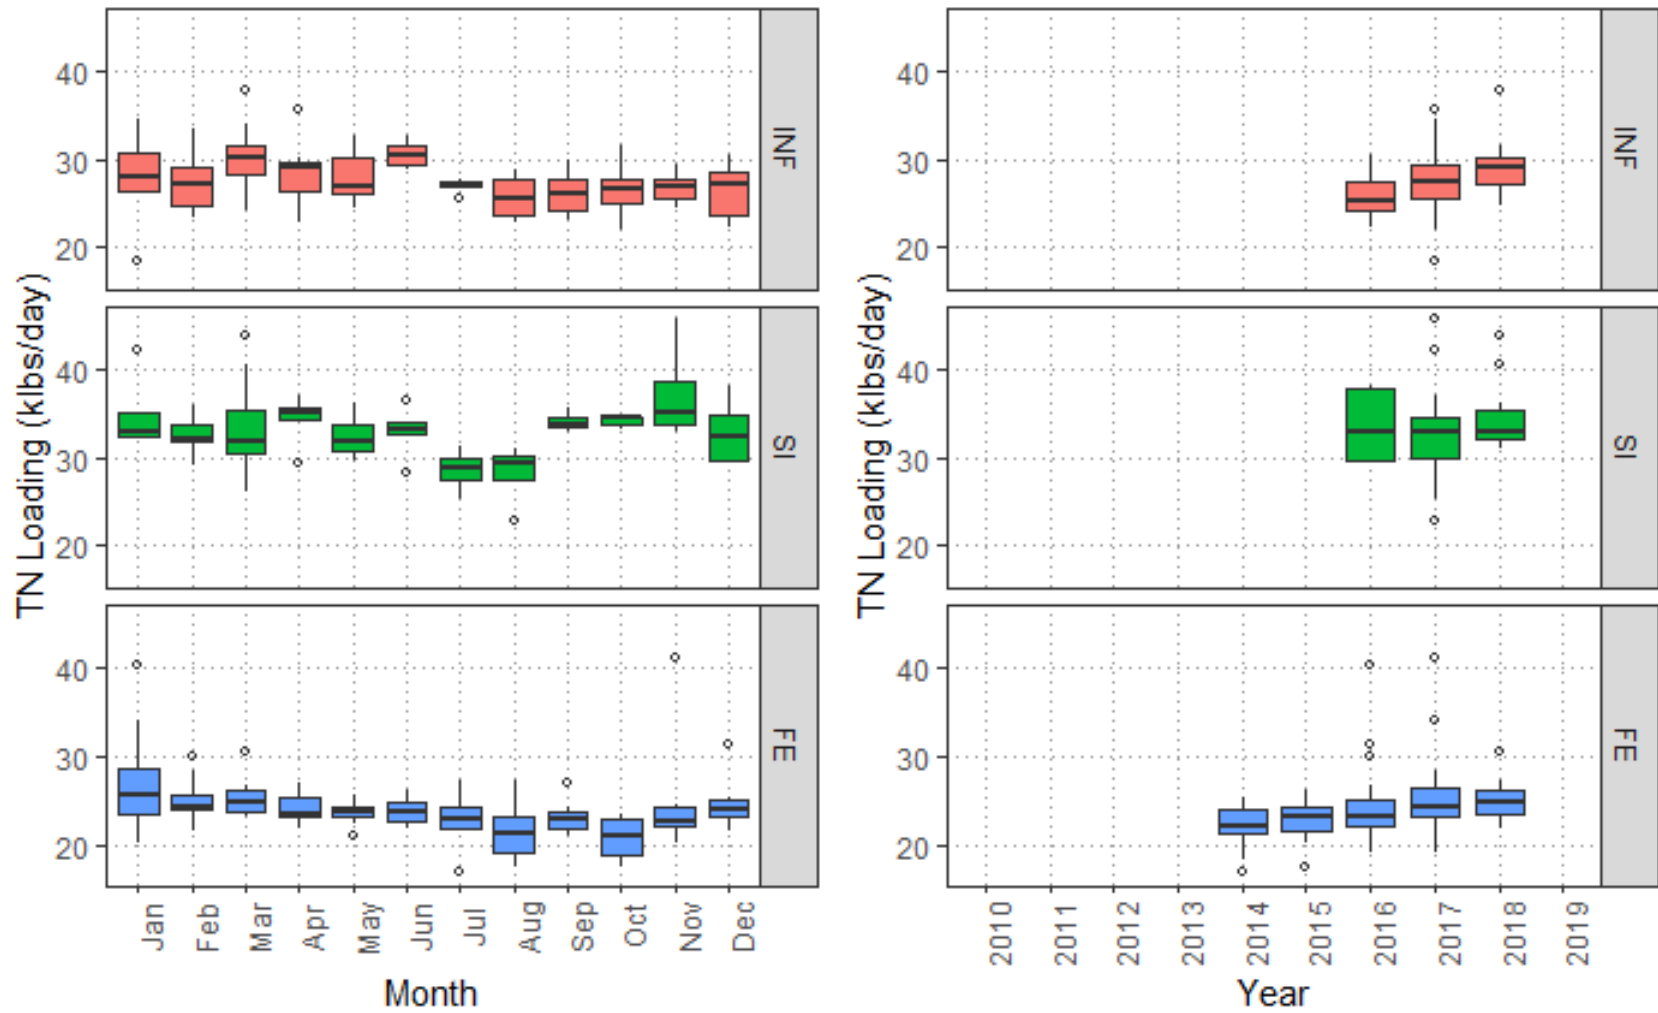 TN Loading (klbs/day)
40
30
20
INF
40
30
20
SI
40
30
20
FE
Jan
Feb
Mar
Apr
May
Jun
Jul
Aug
Sep
Oct
Nov
Dec
Month
TN Loading (klbs/day)
40
30
20
INF
40
30
20
SI
40
30
20
FE
2010
2011
2012
2013
2014
2015
2016
2017
2018
2019
Year